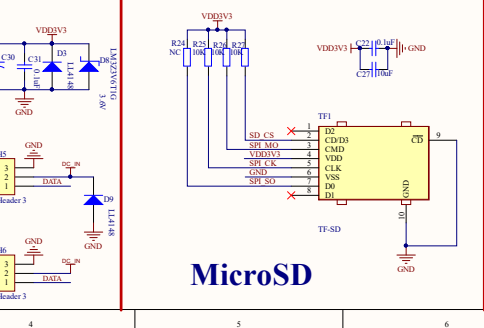 VDD3V3
C30
C31
0.1uF
D3
LL4148
D8
LM1Z3V6T1G
3.6V
GND
H5
GND
DC_IN
3
2
1
DATA
Header 3
D9
LL4148
GND
H6
GND
DC_IN
3
2
1
DATA
Header 3
VDD3V3
R24
NC
R25
10K
R26
10K
R27
10K
VDD3V3
C22
0.1uF
GND
C27
10uF
TF1
1
D2
SD_CS
2
CD/D3
CD
9
SPI_MO
3
CMD
VDD3V3
4
VDD
SPI_CK
5
CLK
GND
6
VSS
SPI_SO
7
D0
8
D1
GND
10
TF-SD
GND
MicroSD
4
5
6